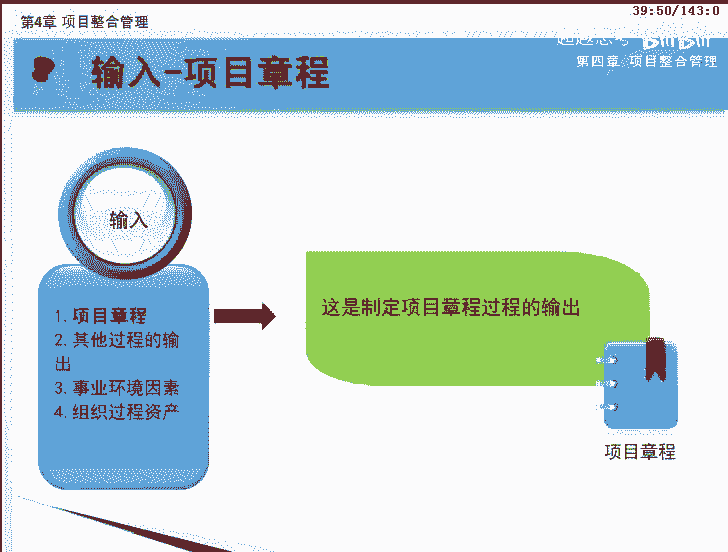 39:50/143:0
第4章 项目整合管理
第四章 项目整合管理
输入-项目章程
输入
1. 项目章程
2. 其他过程的输
出
3. 事业环境因素
4. 组织过程资产
这是制定项目章程过程的输出
项目章程